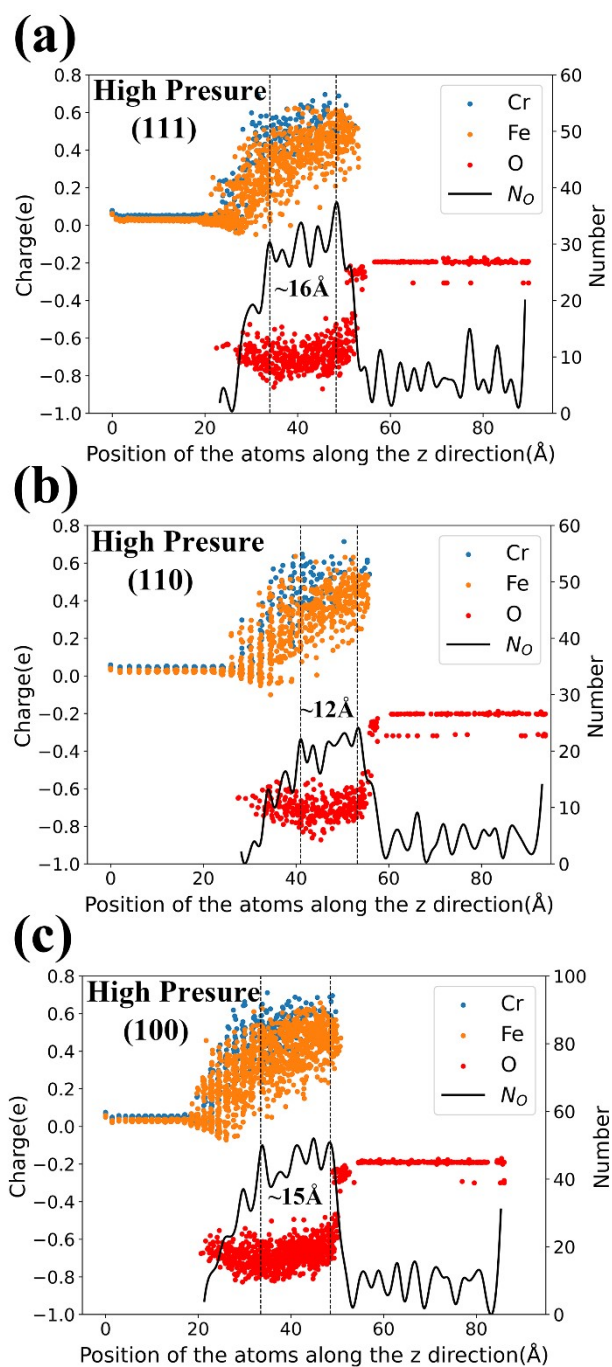 (a)
High Presure
(111)
Cr
Fe
O
N_O
~16Å
Charge(e)
Number
0.8
0.6
0.4
0.2
0.0
−0.2
−0.4
−0.6
−0.8
−1.0
60
50
40
30
20
10
0
0 20 40 60 80
Position of the atoms along the z direction(Å)
(b)
High Presure
(110)
Cr
Fe
O
N_O
~12Å
Charge(e)
Number
0.8
0.6
0.4
0.2
0.0
−0.2
−0.4
−0.6
−0.8
−1.0
60
50
40
30
20
10
0
0 20 40 60 80
Position of the atoms along the z direction(Å)
(c)
High Presure
(100)
Cr
Fe
O
N_O
~15Å
Charge(e)
Number
0.8
0.6
0.4
0.2
0.0
−0.2
−0.4
−0.6
−0.8
−1.0
100
80
60
40
20
0
0 20 40 60 80
Position of the atoms along the z direction(Å)